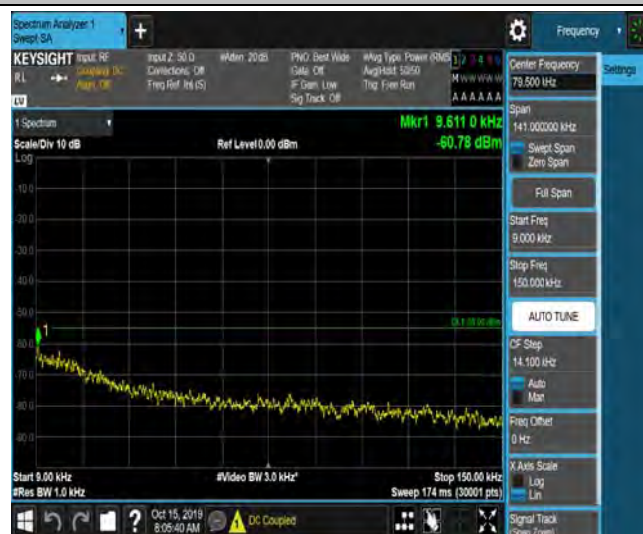 Spectrum Analyzer 1
Swept SA
+
Frequency
KEYSIGHT
Input: RF
Coupling: DC
Align: Off
Input Z: 50 Ω
Corrections: Off
Freq Ref: Int (S)
#Atten: 20 dB
PNO: Best Wide
Gate: Off
IF Gain: Low
Sig Track: Off
#Avg Type: Power (RMS)
Avg|Hold: 50/50
Trig: Free Run
A A A A A A
RL
LV
1 Spectrum
Scale/Div 10 dB
Ref Level 0.00 dBm
Mkr1 9.611 0 kHz
-60.78 dBm
Log
-10.0
-20.0
-30.0
-40.0
-50.0
-60.0
-70.0
-80.0
-90.0
1
Start 9.00 kHz
#Res BW 1.0 kHz
#Video BW 3.0 kHz*
Stop 150.00 kHz
Sweep 174 ms (30001 pts)
Center Frequency
79.500 kHz
Settings
Span
141.000000 kHz
Swept Span
Zero Span
Full Span
Start Freq
9.000 kHz
Stop Freq
150.000 kHz
AUTO TUNE
CF Step
14.100 kHz
Auto
Man
Freq Offset
0 Hz
X Axis Scale
Log
Lin
Signal Track
(Span Zoom)
?
Oct 15, 2019
8:05:40 AM
DC Coupled